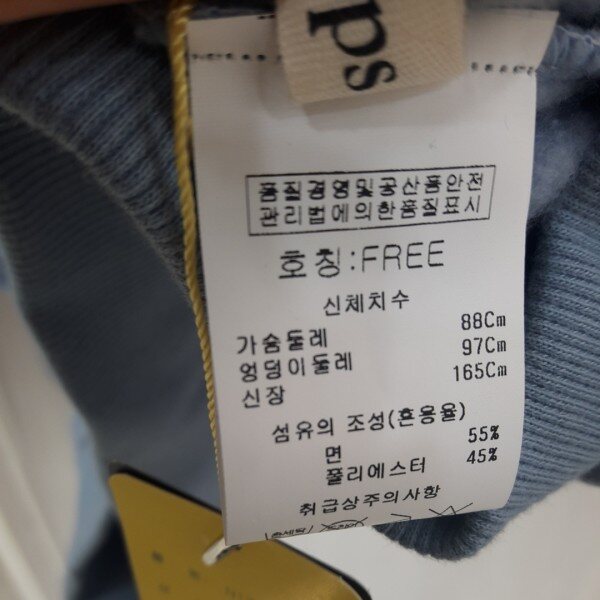 sd
품질경영및공산품안전
관리법에의한품질표시
호칭:FREE
신체치수
가슴둘레 88Cm
엉덩이둘레 97Cm
신장 165Cm
섬유의 조성(혼용율)
면 55%
폴리에스터 45%
취급상주의사항